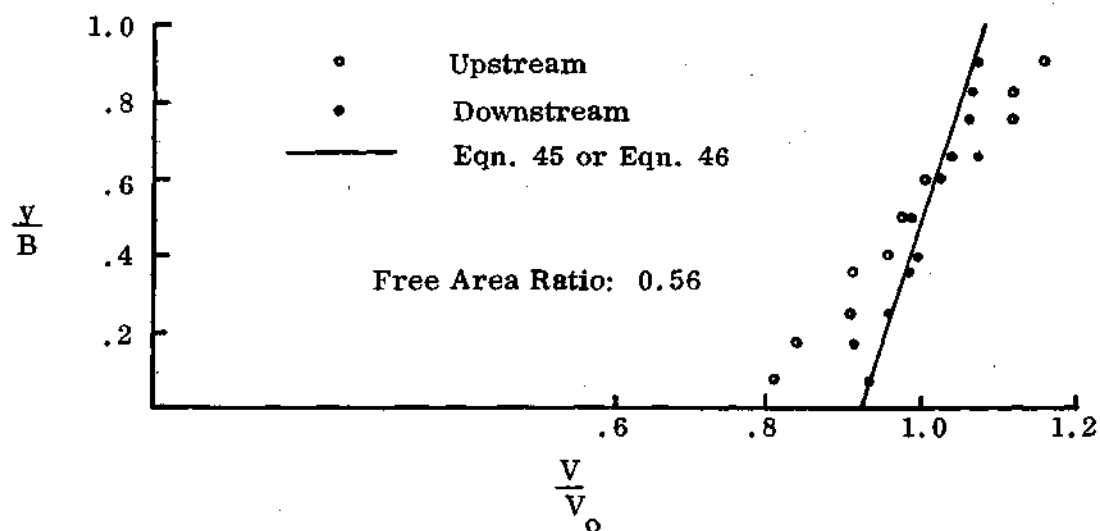 1.0
Upstream
.8
Downstream
Eqn. 45 or Eqn. 46
.6
y
B
.4
Free Area Ratio: 0.56
.2
.6
.8
1.0
1.2
V
V₀